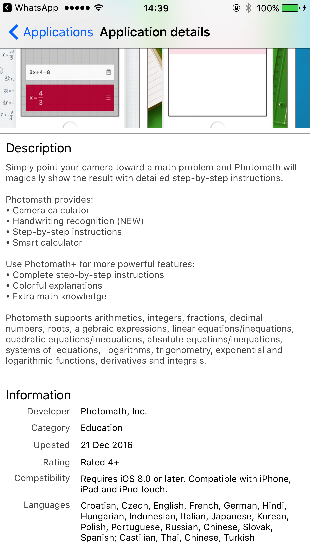 WhatsApp
14:39
100%
Applications
Application details
3x+4=8
x=4/3
Description
Simply point your camera toward a math problem and Photomath will
magically show the result with detailed step-by-step instructions.
Photomath provides:
• Camera calculator
• Handwriting recognition (NEW)
• Step-by-step instructions
• Smart calculator
Use Photomath+ for more powerful features:
• Complete step-by-step instructions
• Colorful explanations
• Extra math knowledge
Photomath supports arithmetics, integers, fractions, decimal
numbers, roots, algebraic expressions, linear equations/inequations,
quadratic equations/inequations, absolute equations/inequations,
systems of equations, logarithms, trigonometry, exponential and
logarithmic functions, derivatives and integrals.
Information
Developer Photomath, Inc.
Category Education
Updated 21 Dec 2016
Rating Rated 4+
Compatibility Requires iOS 8.0 or later. Compatible with iPhone,
iPad and iPod touch.
Languages Croatian, Czech, English, French, German, Hindi,
Hungarian, Indonesian, Italian, Japanese, Korean,
Polish, Portuguese, Russian, Chinese, Slovak,
Spanish; Castilian, Thai, Chinese, Turkish